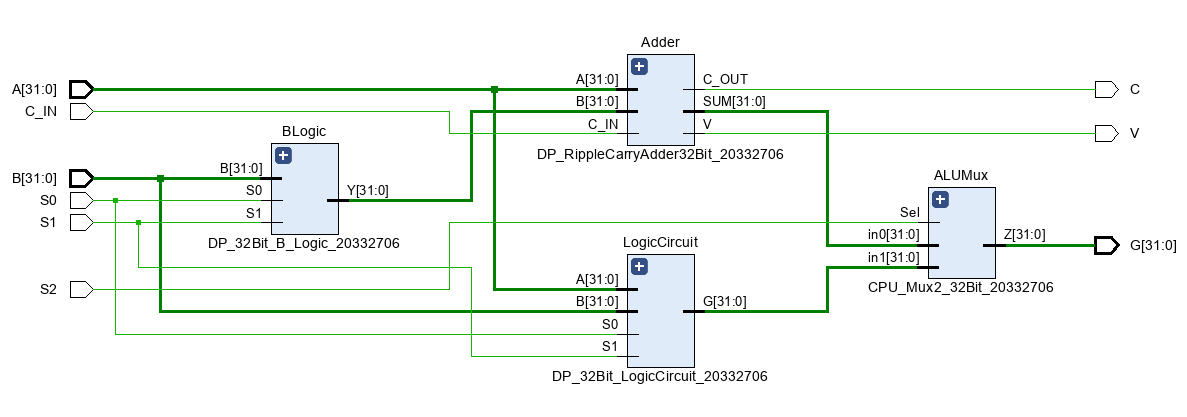 Adder
A[31:0]
A[31:0]
C_OUT
C
C_IN
B[31:0]
SUM[31:0]
C_IN
V
V
BLogic
DP_RippleCarryAdder32Bit_20332706
B[31:0]
B[31:0]
S0
S0
Y[31:0]
S1
S1
DP_32Bit_B_Logic_20332706
ALUMux
Sel
in0[31:0]
Z[31:0]
G[31:0]
in1[31:0]
CPU_Mux2_32Bit_20332706
LogicCircuit
S2
A[31:0]
B[31:0]
G[31:0]
S0
S1
DP_32Bit_LogicCircuit_20332706